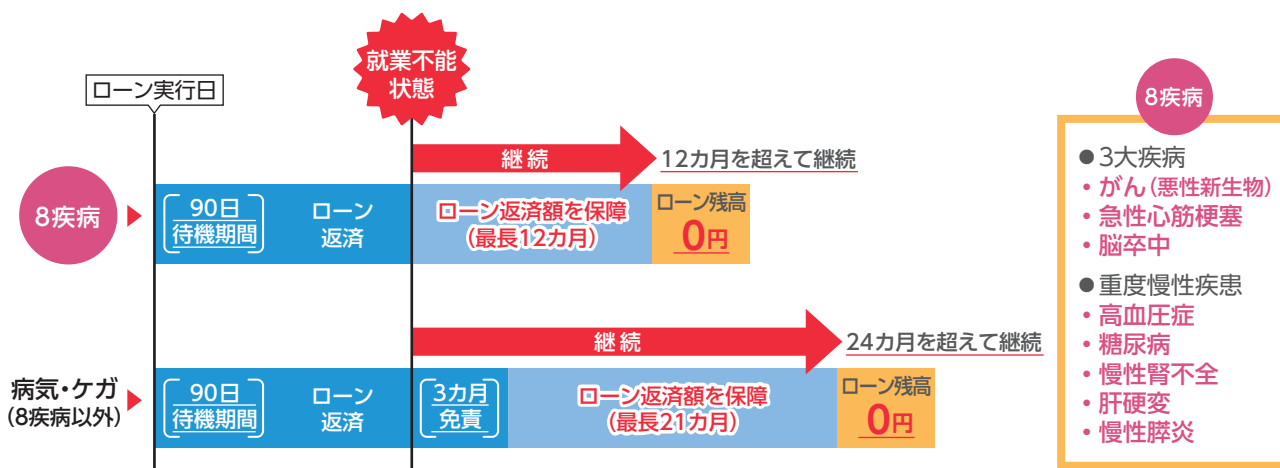 就業不能
状態
ローン実行日
継続
12カ月を超えて継続
8疾病
90日
待機期間
ローン
返済
ローン返済額を保障
(最長12カ月)
ローン残高
0円
継続
24カ月を超えて継続
病気・ケガ
(8疾病以外)
90日
待機期間
ローン
返済
3カ月
免責
ローン返済額を保障
(最長21カ月)
ローン残高
0円
8疾病
●3大疾病
・がん(悪性新生物)
・急性心筋梗塞
・脳卒中
●重度慢性疾患
・高血圧症
・糖尿病
・慢性腎不全
・肝硬変
・慢性膵炎